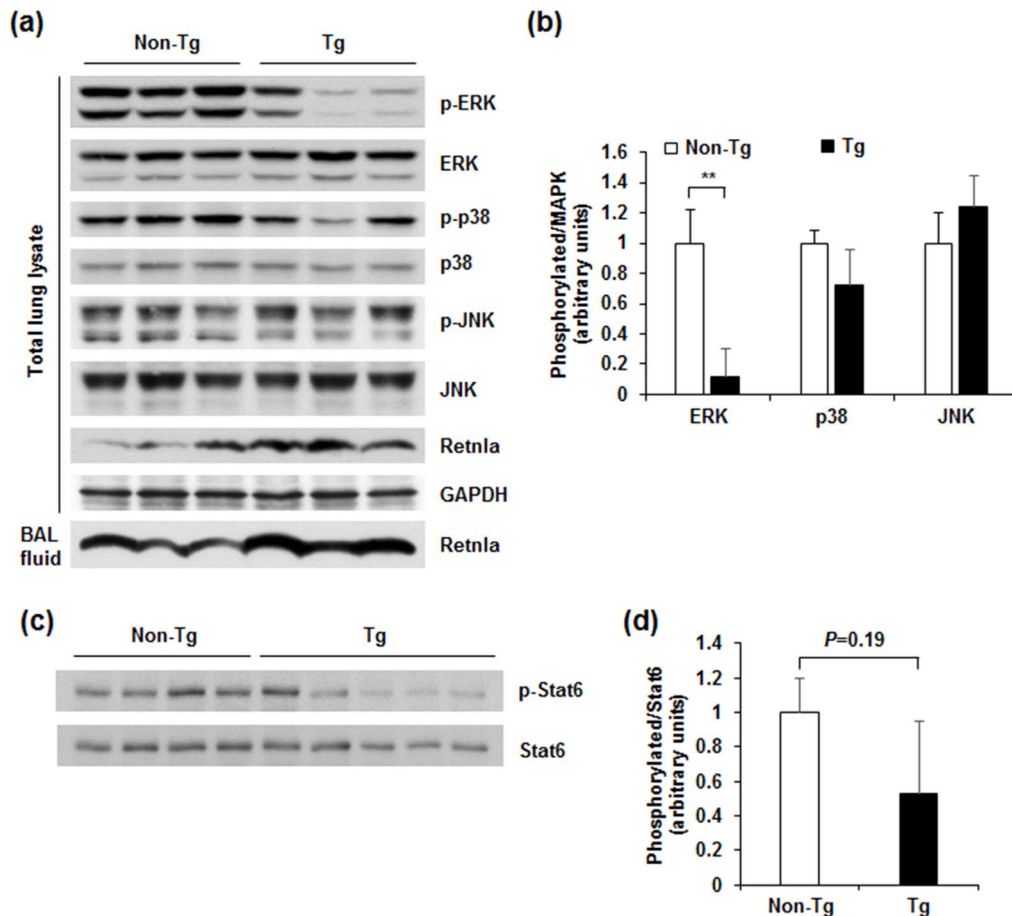 (a)
Non-Tg Tg
Total lung lysate
p-ERK
ERK
p-p38
p38
p-JNK
JNK
Retnla
GAPDH
BAL fluid
Retnla
(b)
Non-Tg Tg
Phosphorylated/MAPK
(arbitrary units)
1.6
1.4
1.2
1
0.8
0.6
0.4
0.2
0
**
ERK p38 JNK
(c)
Non-Tg Tg
p-Stat6
Stat6
(d)
Phosphorylated/Stat6
(arbitrary units)
1.4
1.2
1
0.8
0.6
0.4
0.2
0
P=0.19
Non-Tg Tg